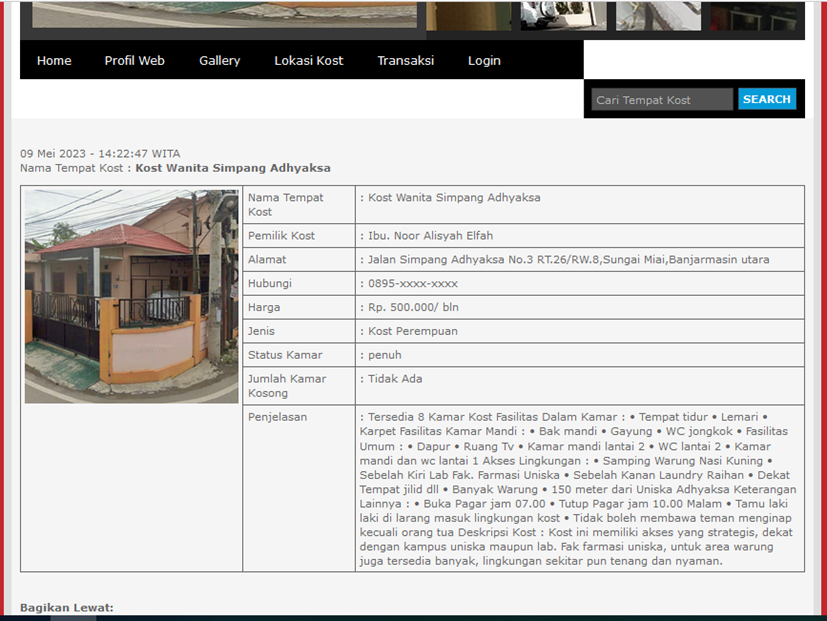 Home Profil Web Gallery Lokasi Kost Transaksi Login
Cari Tempat Kost SEARCH
09 Mei 2023 - 14:22:47 WITA
Nama Tempat Kost : Kost Wanita Simpang Adhyaksa
Nama Tempat Kost : Kost Wanita Simpang Adhyaksa
Pemilik Kost : Ibu. Noor Alisyah Elfah
Alamat : Jalan Simpang Adhyaksa No.3 RT.26/RW.8,Sungai Miai,Banjarmasin utara
Hubungi : 0895-xxxx-xxxx
Harga : Rp. 500.000/ bln
Jenis : Kost Perempuan
Status Kamar : penuh
Jumlah Kamar Kosong : Tidak Ada
Penjelasan : Tersedia 8 Kamar Kost Fasilitas Dalam Kamar : • Tempat tidur • Lemari •
Karpet Fasilitas Kamar Mandi : • Bak mandi • Gayung • WC jongkok • Fasilitas
Umum : • Dapur • Ruang Tv • Kamar mandi lantai 2 • WC lantai 2 • Kamar
mandi dan wc lantai 1 Akses Lingkungan : • Samping Warung Nasi Kuning •
Sebelah Kiri Lab Fak. Farmasi Uniska • Sebelah Kanan Laundry Raihan • Dekat
Tempat jilid dll • Banyak Warung • 150 meter dari Uniska Adhyaksa Keterangan
Lainnya : • Buka Pagar jam 07.00 • Tutup Pagar jam 10.00 Malam • Tamu laki
laki di larang masuk lingkungan kost • Tidak boleh membawa teman menginap
kecuali orang tua Deskripsi Kost : Kost ini memiliki akses yang strategis, dekat
dengan kampus uniska maupun lab. Fak farmasi uniska, untuk area warung
juga tersedia banyak, lingkungan sekitar pun tenang dan nyaman.
Bagikan Lewat: